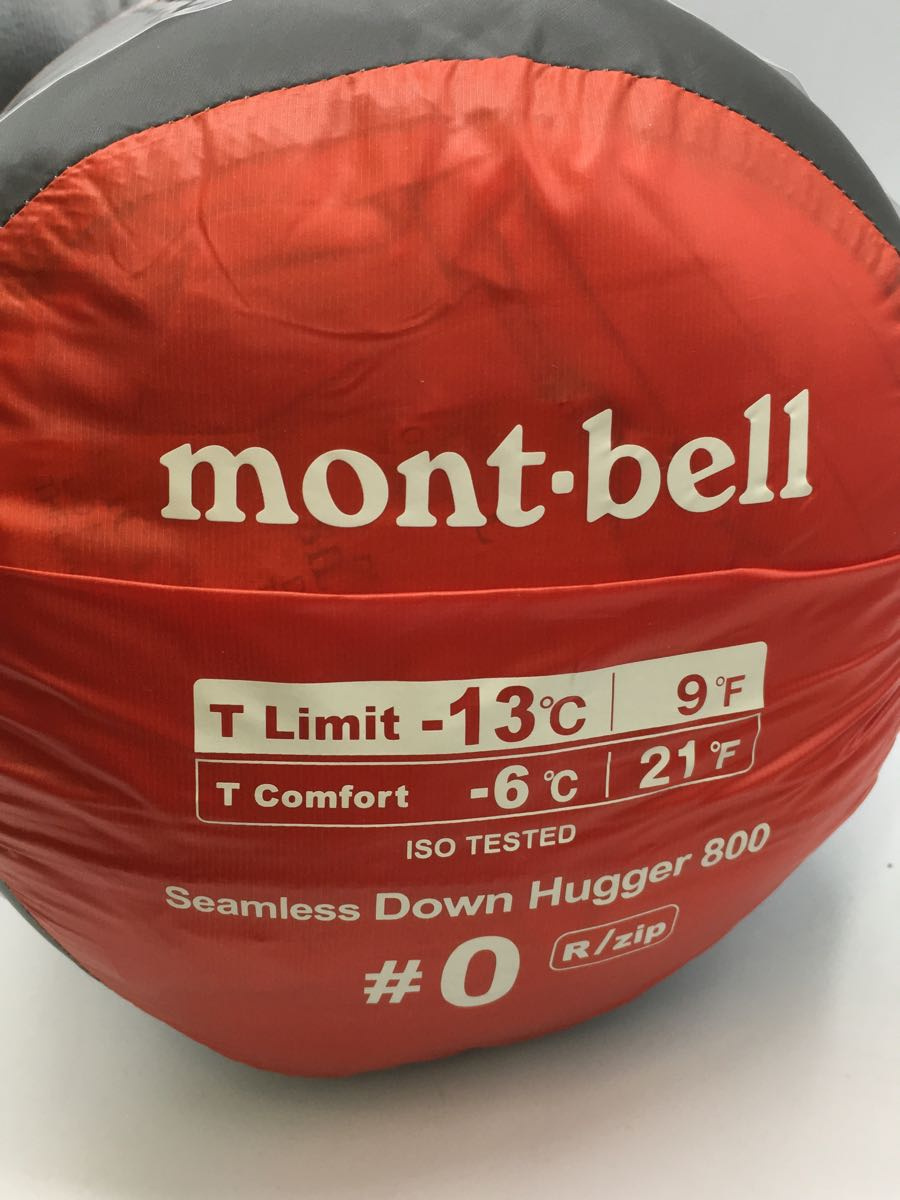 mont·bell
T Limit -13℃ 9℉
T Comfort -6℃ 21℉
ISO TESTED
Seamless Down Hugger 800
#0 R/zip